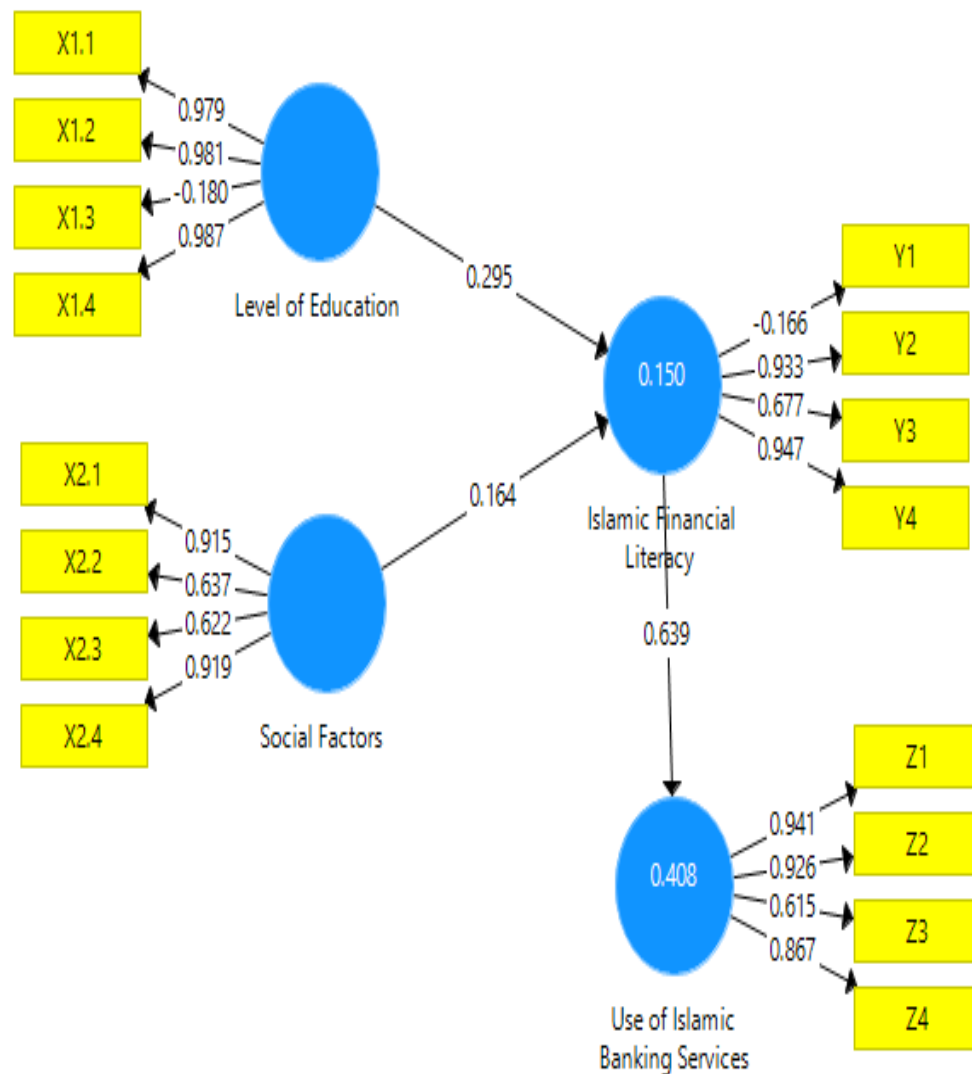 X1.1
0.979
X1.2
0.981
X1.3
-0.180
X1.4
0.987
Level of Education
0.295
X2.1
0.915
X2.2
0.637
X2.3
0.622
X2.4
0.919
Social Factors
0.164
0.150
Islamic Financial
Literacy
Y1
-0.166
Y2
0.933
Y3
0.677
Y4
0.947
0.639
0.408
Use of Islamic
Banking Services
Z1
0.941
Z2
0.926
Z3
0.615
Z4
0.867